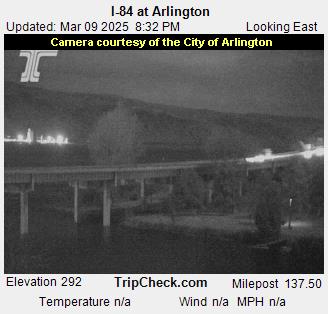 I-84 at Arlington
Updated: Mar 09 2025 8:32 PM Looking East
Camera courtesy of the City of Arlington
Elevation 292 TripCheck.com Milepost 137.50
Temperature n/a Wind n/a MPH n/a